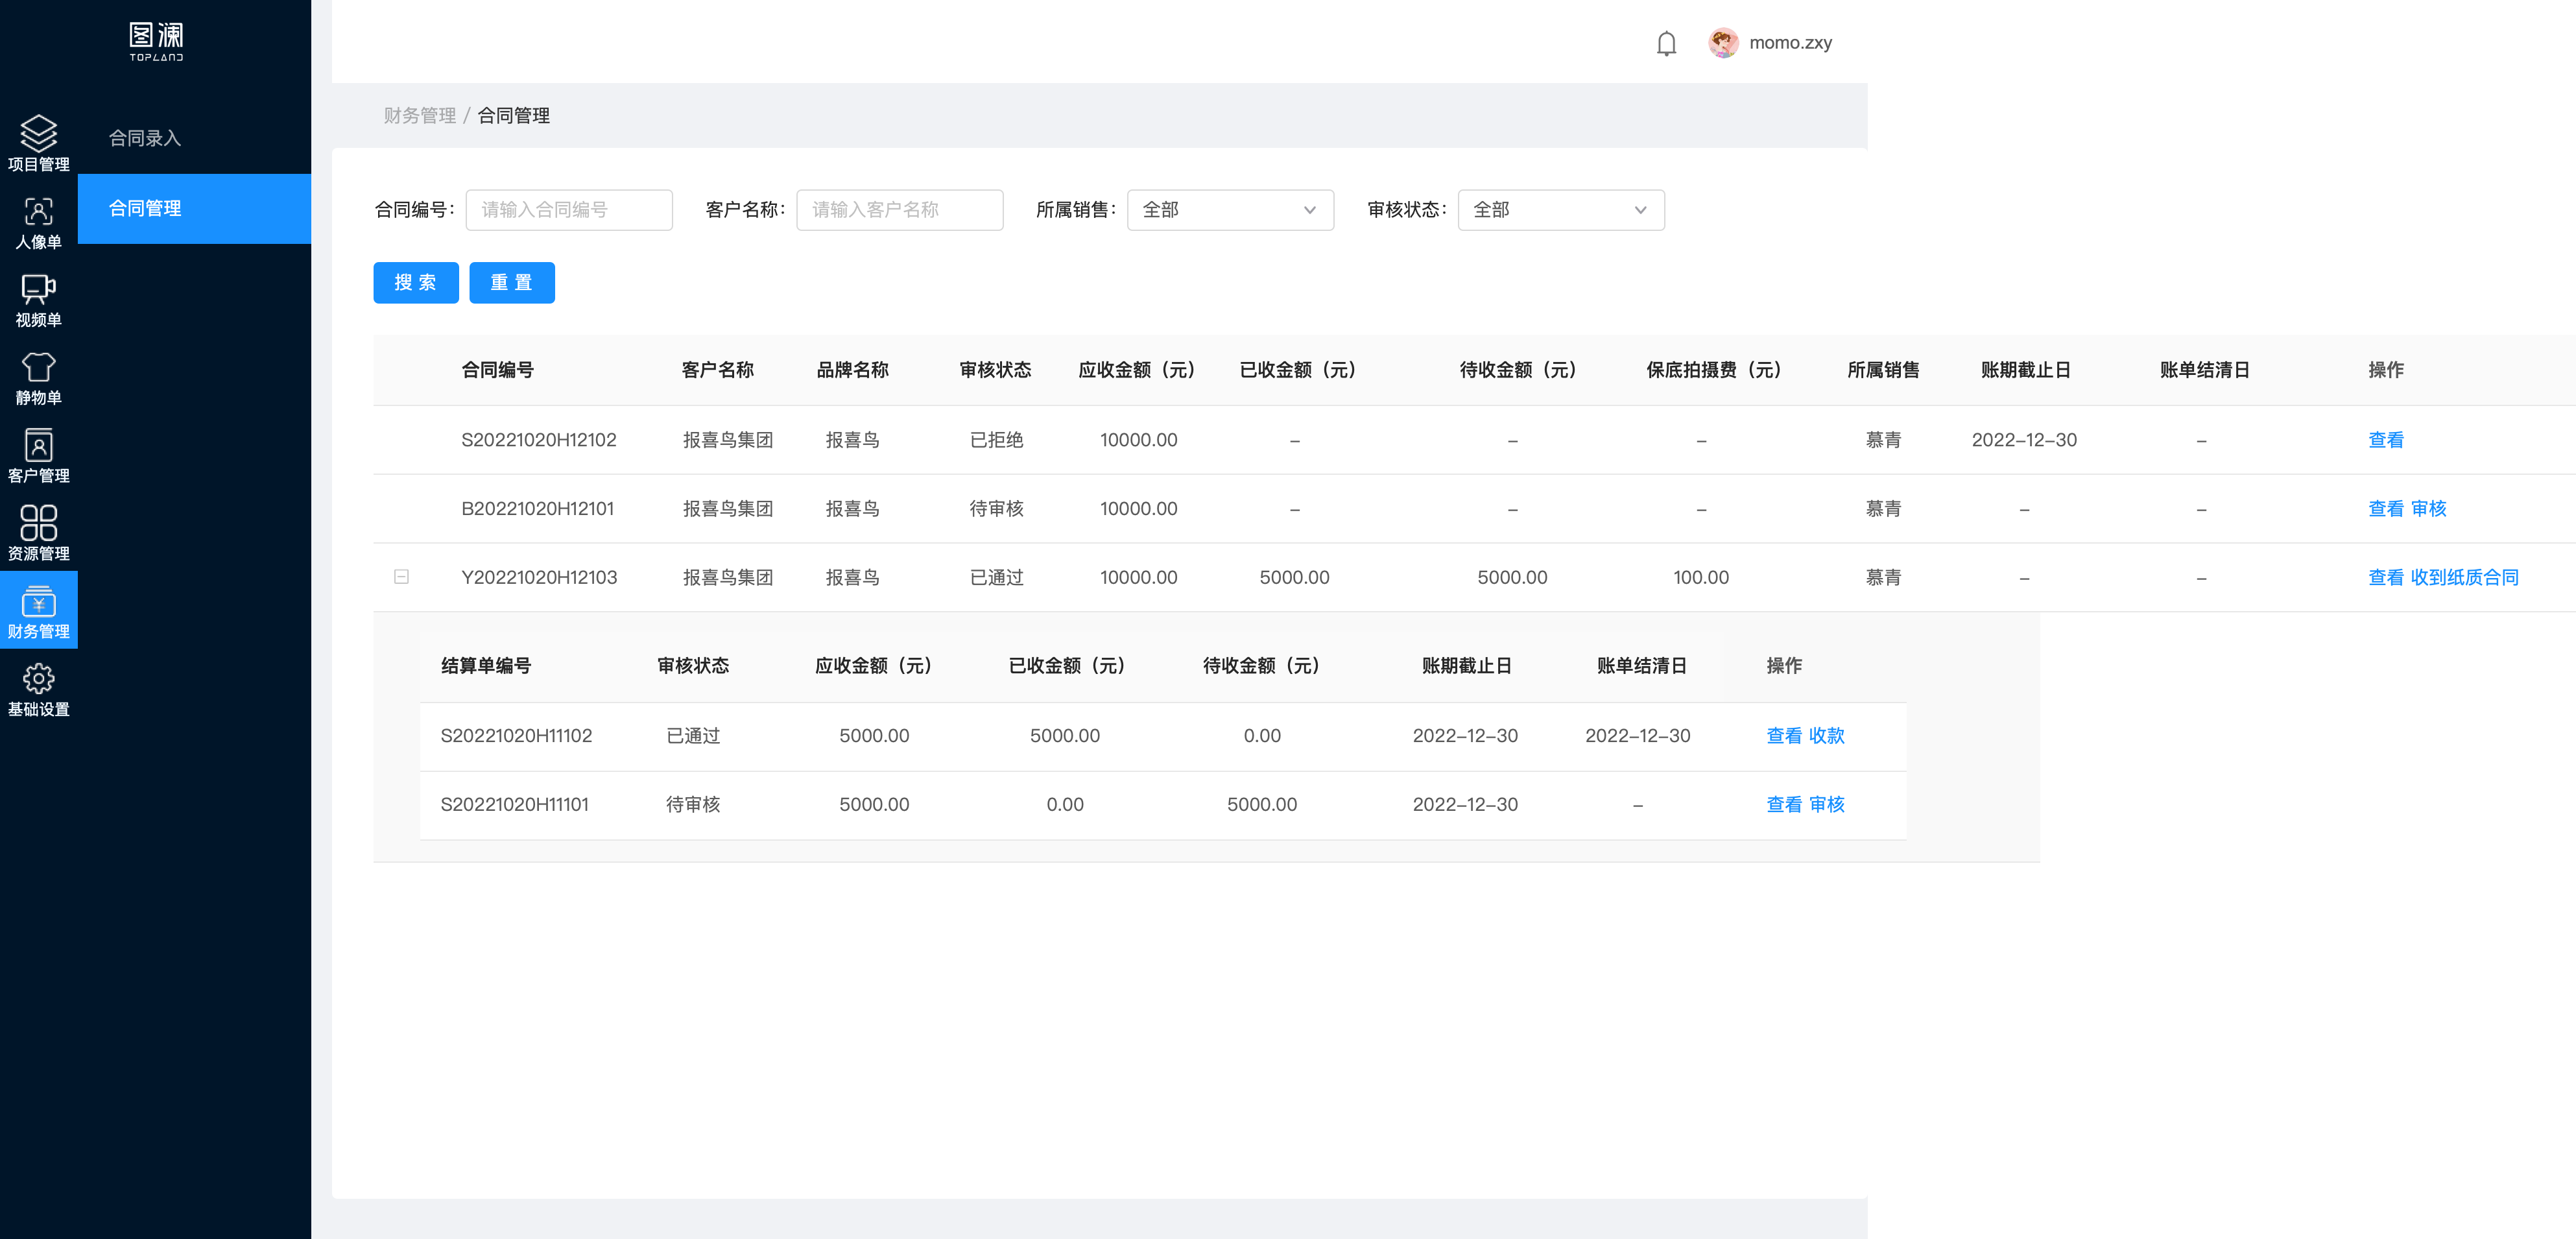 图澜
TOPLAND
momo.zxy
项目管理
人像单
视频单
静物单
客户管理
资源管理
财务管理
基础设置
合同录入
合同管理
财务管理 / 合同管理
合同编号: 请输入合同编号 客户名称: 请输入客户名称 所属销售: 全部 审核状态: 全部
搜 索 重 置
合同编号 客户名称 品牌名称 审核状态 应收金额（元） 已收金额（元） 待收金额（元） 保底拍摄费（元） 所属销售 账期截止日 账单结清日 操作
S20221020H12102 报喜鸟集团 报喜鸟 已拒绝 10000.00 – – – 慕青 2022–12–30 – 查看
B20221020H12101 报喜鸟集团 报喜鸟 待审核 10000.00 – – – 慕青 – – 查看 审核
Y20221020H12103 报喜鸟集团 报喜鸟 已通过 10000.00 5000.00 5000.00 100.00 慕青 – – 查看 收到纸质合同
结算单编号 审核状态 应收金额（元） 已收金额（元） 待收金额（元） 账期截止日 账单结清日 操作
S20221020H11102 已通过 5000.00 5000.00 0.00 2022–12–30 2022–12–30 查看 收款
S20221020H11101 待审核 5000.00 0.00 5000.00 2022–12–30 – 查看 审核